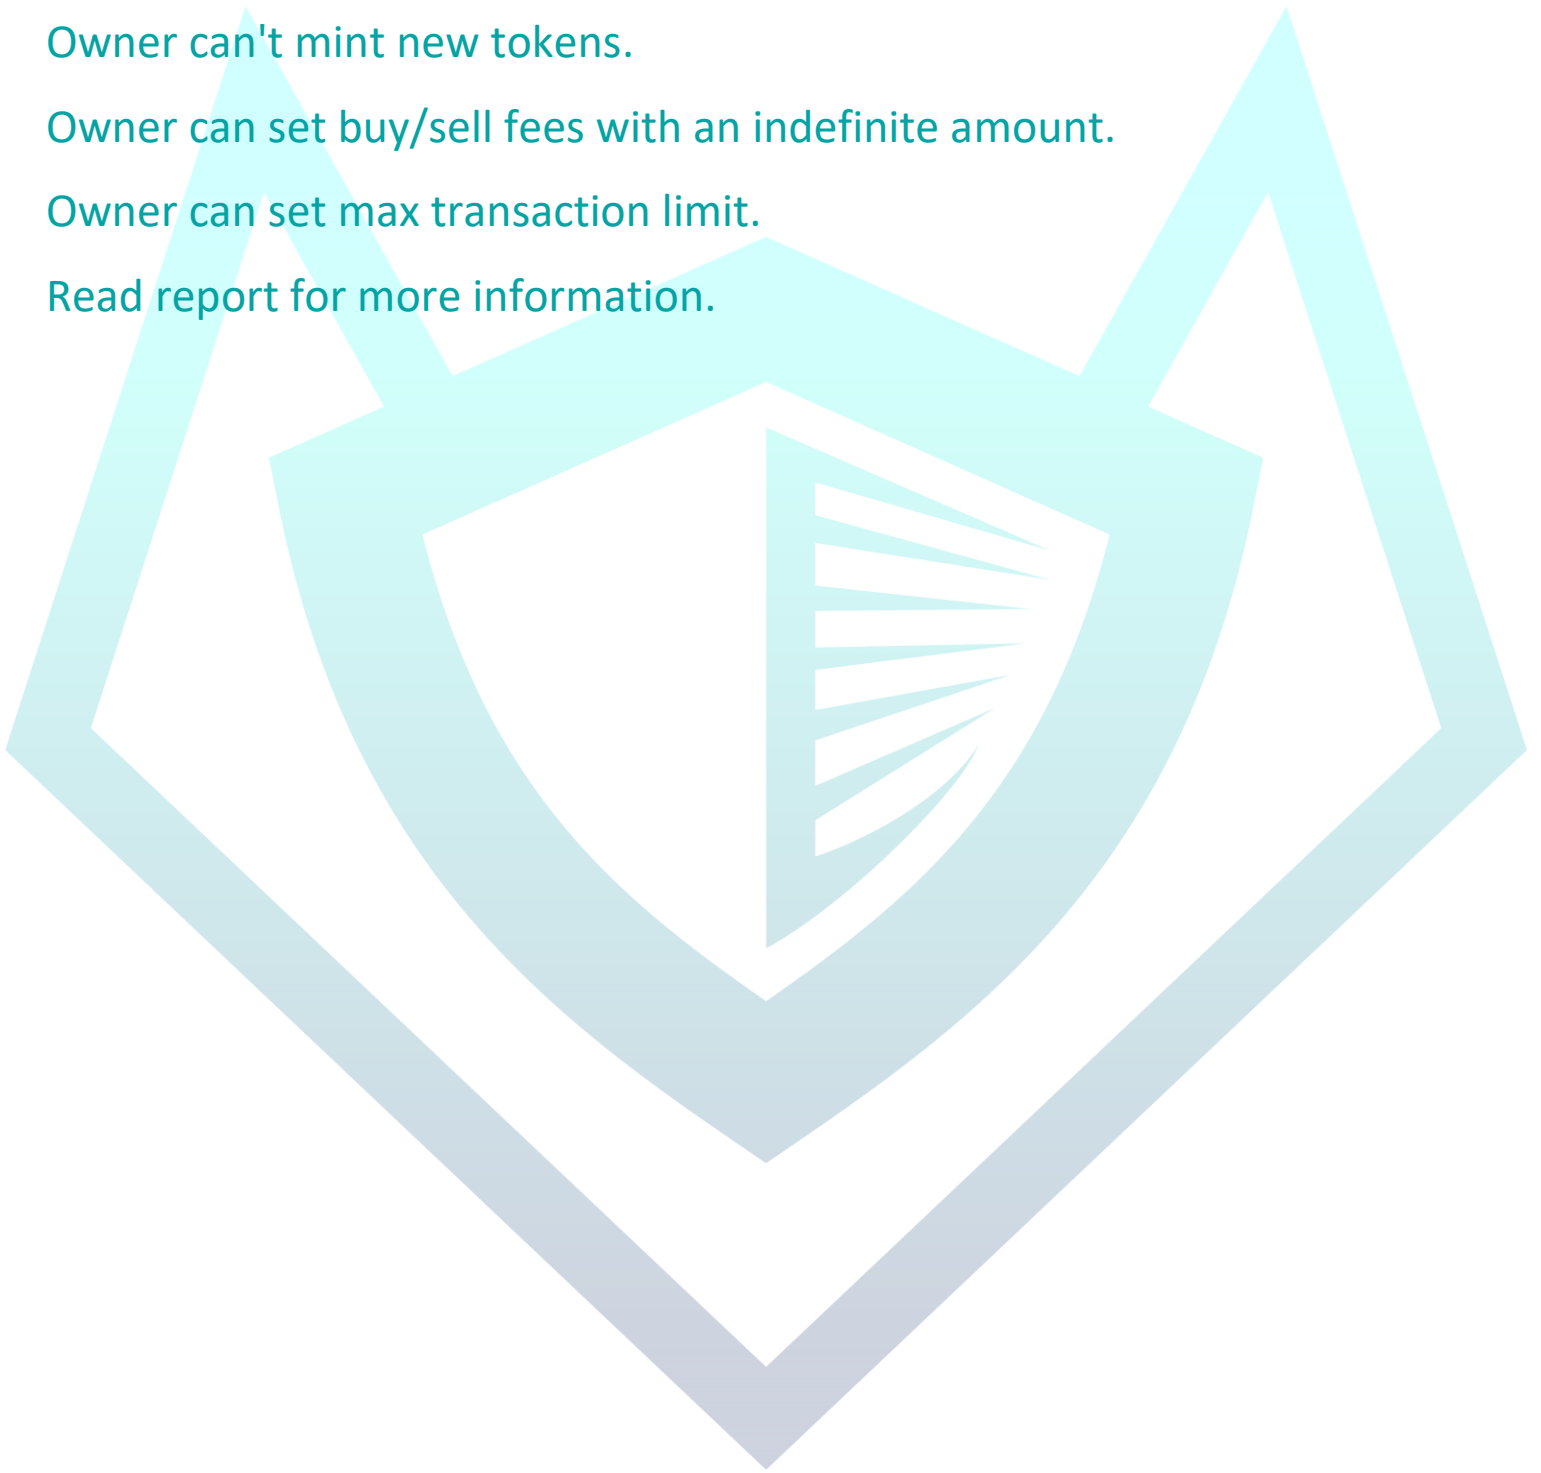 Owner can't mint new tokens.
Owner can set buy/sell fees with an indefinite amount.
Owner can set max transaction limit.
Read report for more information.